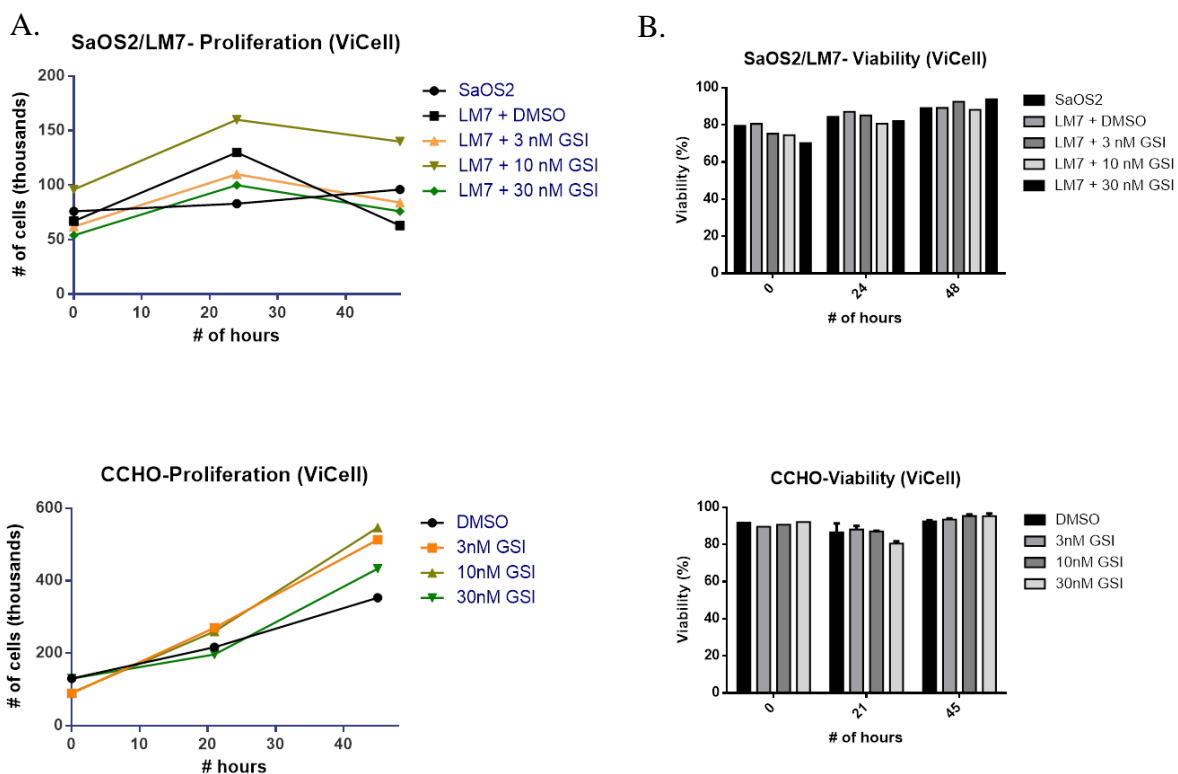 A.
SaOS2/LM7- Proliferation (ViCell)
# of cells (thousands)
200
150
100
50
0
0 10 20 30 40
# of hours
SaOS2
LM7 + DMSO
LM7 + 3 nM GSI
LM7 + 10 nM GSI
LM7 + 30 nM GSI
B.
SaOS2/LM7- Viability (ViCell)
Viability (%)
100
80
60
40
20
0
0 24 48
# of hours
SaOS2
LM7 + DMSO
LM7 + 3 nM GSI
LM7 + 10 nM GSI
LM7 + 30 nM GSI
CCHO-Proliferation (ViCell)
# of cells (thousands)
600
400
200
0
0 20 40
# hours
DMSO
3nM GSI
10nM GSI
30nM GSI
CCHO-Viability (ViCell)
Viability (%)
100
80
60
40
20
0
0 21 45
# of hours
DMSO
3nM GSI
10nM GSI
30nM GSI